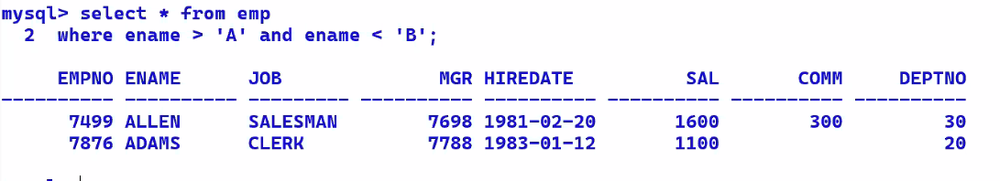 mysql> select * from emp
  2  where ename > 'A' and ename < 'B';
     EMPNO ENAME      JOB              MGR HIREDATE          SAL       COMM     DEPTNO
---------- ---------- --------- ---------- ---------- ---------- ---------- ----------
      7499 ALLEN      SALESMAN        7698 1981-02-20       1600        300         30
      7876 ADAMS      CLERK           7788 1983-01-12       1100                    20